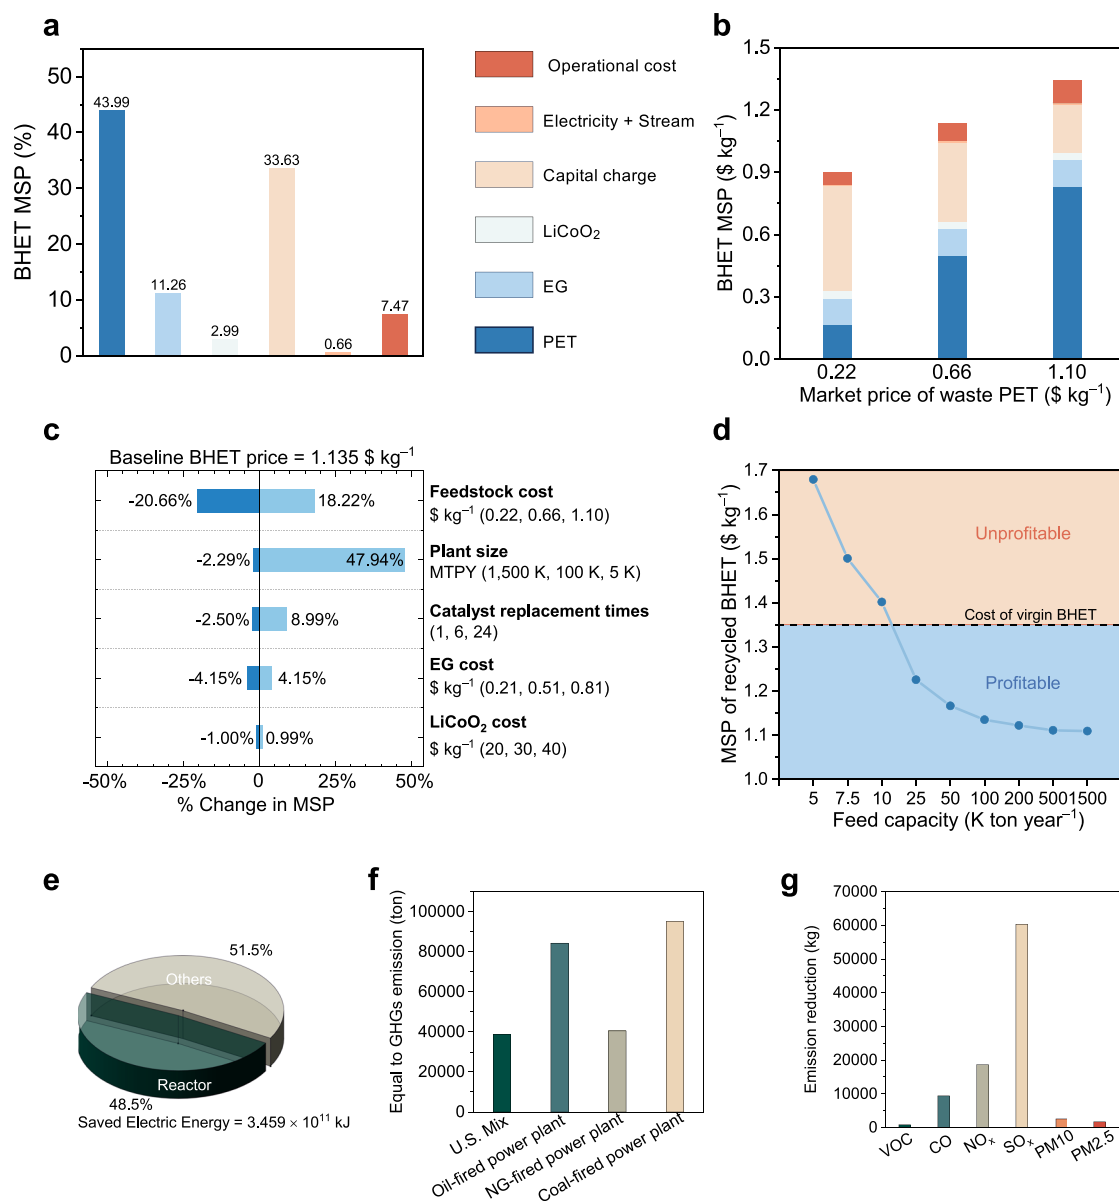 a
BHET MSP (%)
50
40
30
20
10
0
43.99
11.26
2.99
33.63
0.66
7.47
Operational cost
Electricity + Stream
Capital charge
LiCoO₂
EG
PET
b
BHET MSP ($ kg⁻¹)
1.5
1.2
0.9
0.6
0.3
0.0
0.22 0.66 1.10
Market price of waste PET ($ kg⁻¹)
c
Baseline BHET price = 1.135 $ kg⁻¹
-20.66% 18.22%
Feedstock cost
$ kg⁻¹ (0.22, 0.66, 1.10)
-2.29% 47.94%
Plant size
MTPY (1,500 K, 100 K, 5 K)
-2.50% 8.99%
Catalyst replacement times
(1, 6, 24)
-4.15% 4.15%
EG cost
$ kg⁻¹ (0.21, 0.51, 0.81)
-1.00% 0.99%
LiCoO₂ cost
$ kg⁻¹ (20, 30, 40)
-50% -25% 0 25% 50%
% Change in MSP
d
MSP of recycled BHET ($ kg⁻¹)
1.7
1.6
1.5
1.4
1.3
1.2
1.1
1.0
Unprofitable
Cost of virgin BHET
Profitable
5 7.5 10 25 50 100 200 500 1500
Feed capacity (K ton year⁻¹)
e
51.5%
Others
Reactor
48.5%
Saved Electric Energy = 3.459 × 10¹¹ kJ
f
Equal to GHGs emission (ton)
100000
80000
60000
40000
20000
0
U.S. Mix
Oil-fired power plant
NG-fired power plant
Coal-fired power plant
g
Emission reduction (kg)
70000
60000
50000
40000
30000
20000
10000
0
VOC
CO
NOₓ
SOₓ
PM10
PM2.5